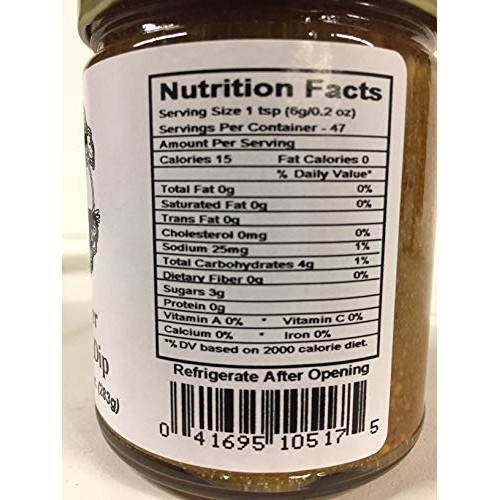 Nutrition Facts
Serving Size 1 tsp (6g/0.2 oz)
Servings Per Container - 47
Amount Per Serving
Calories 15 Fat Calories 0
% Daily Value*
Total Fat 0g 0%
Saturated Fat 0g 0%
Trans Fat 0g
Cholesterol 0mg 0%
Sodium 25mg 1%
Total Carbohydrates 4g 1%
Dietary Fiber 0g 0%
Sugars 3g
Protein 0g
Vitamin A 0% * Vitamin C 0%
Calcium 0% * Iron 0%
*% DV based on 2000 calorie diet.
Refrigerate After Opening
0 41695 10517 5
Dip
(283g)